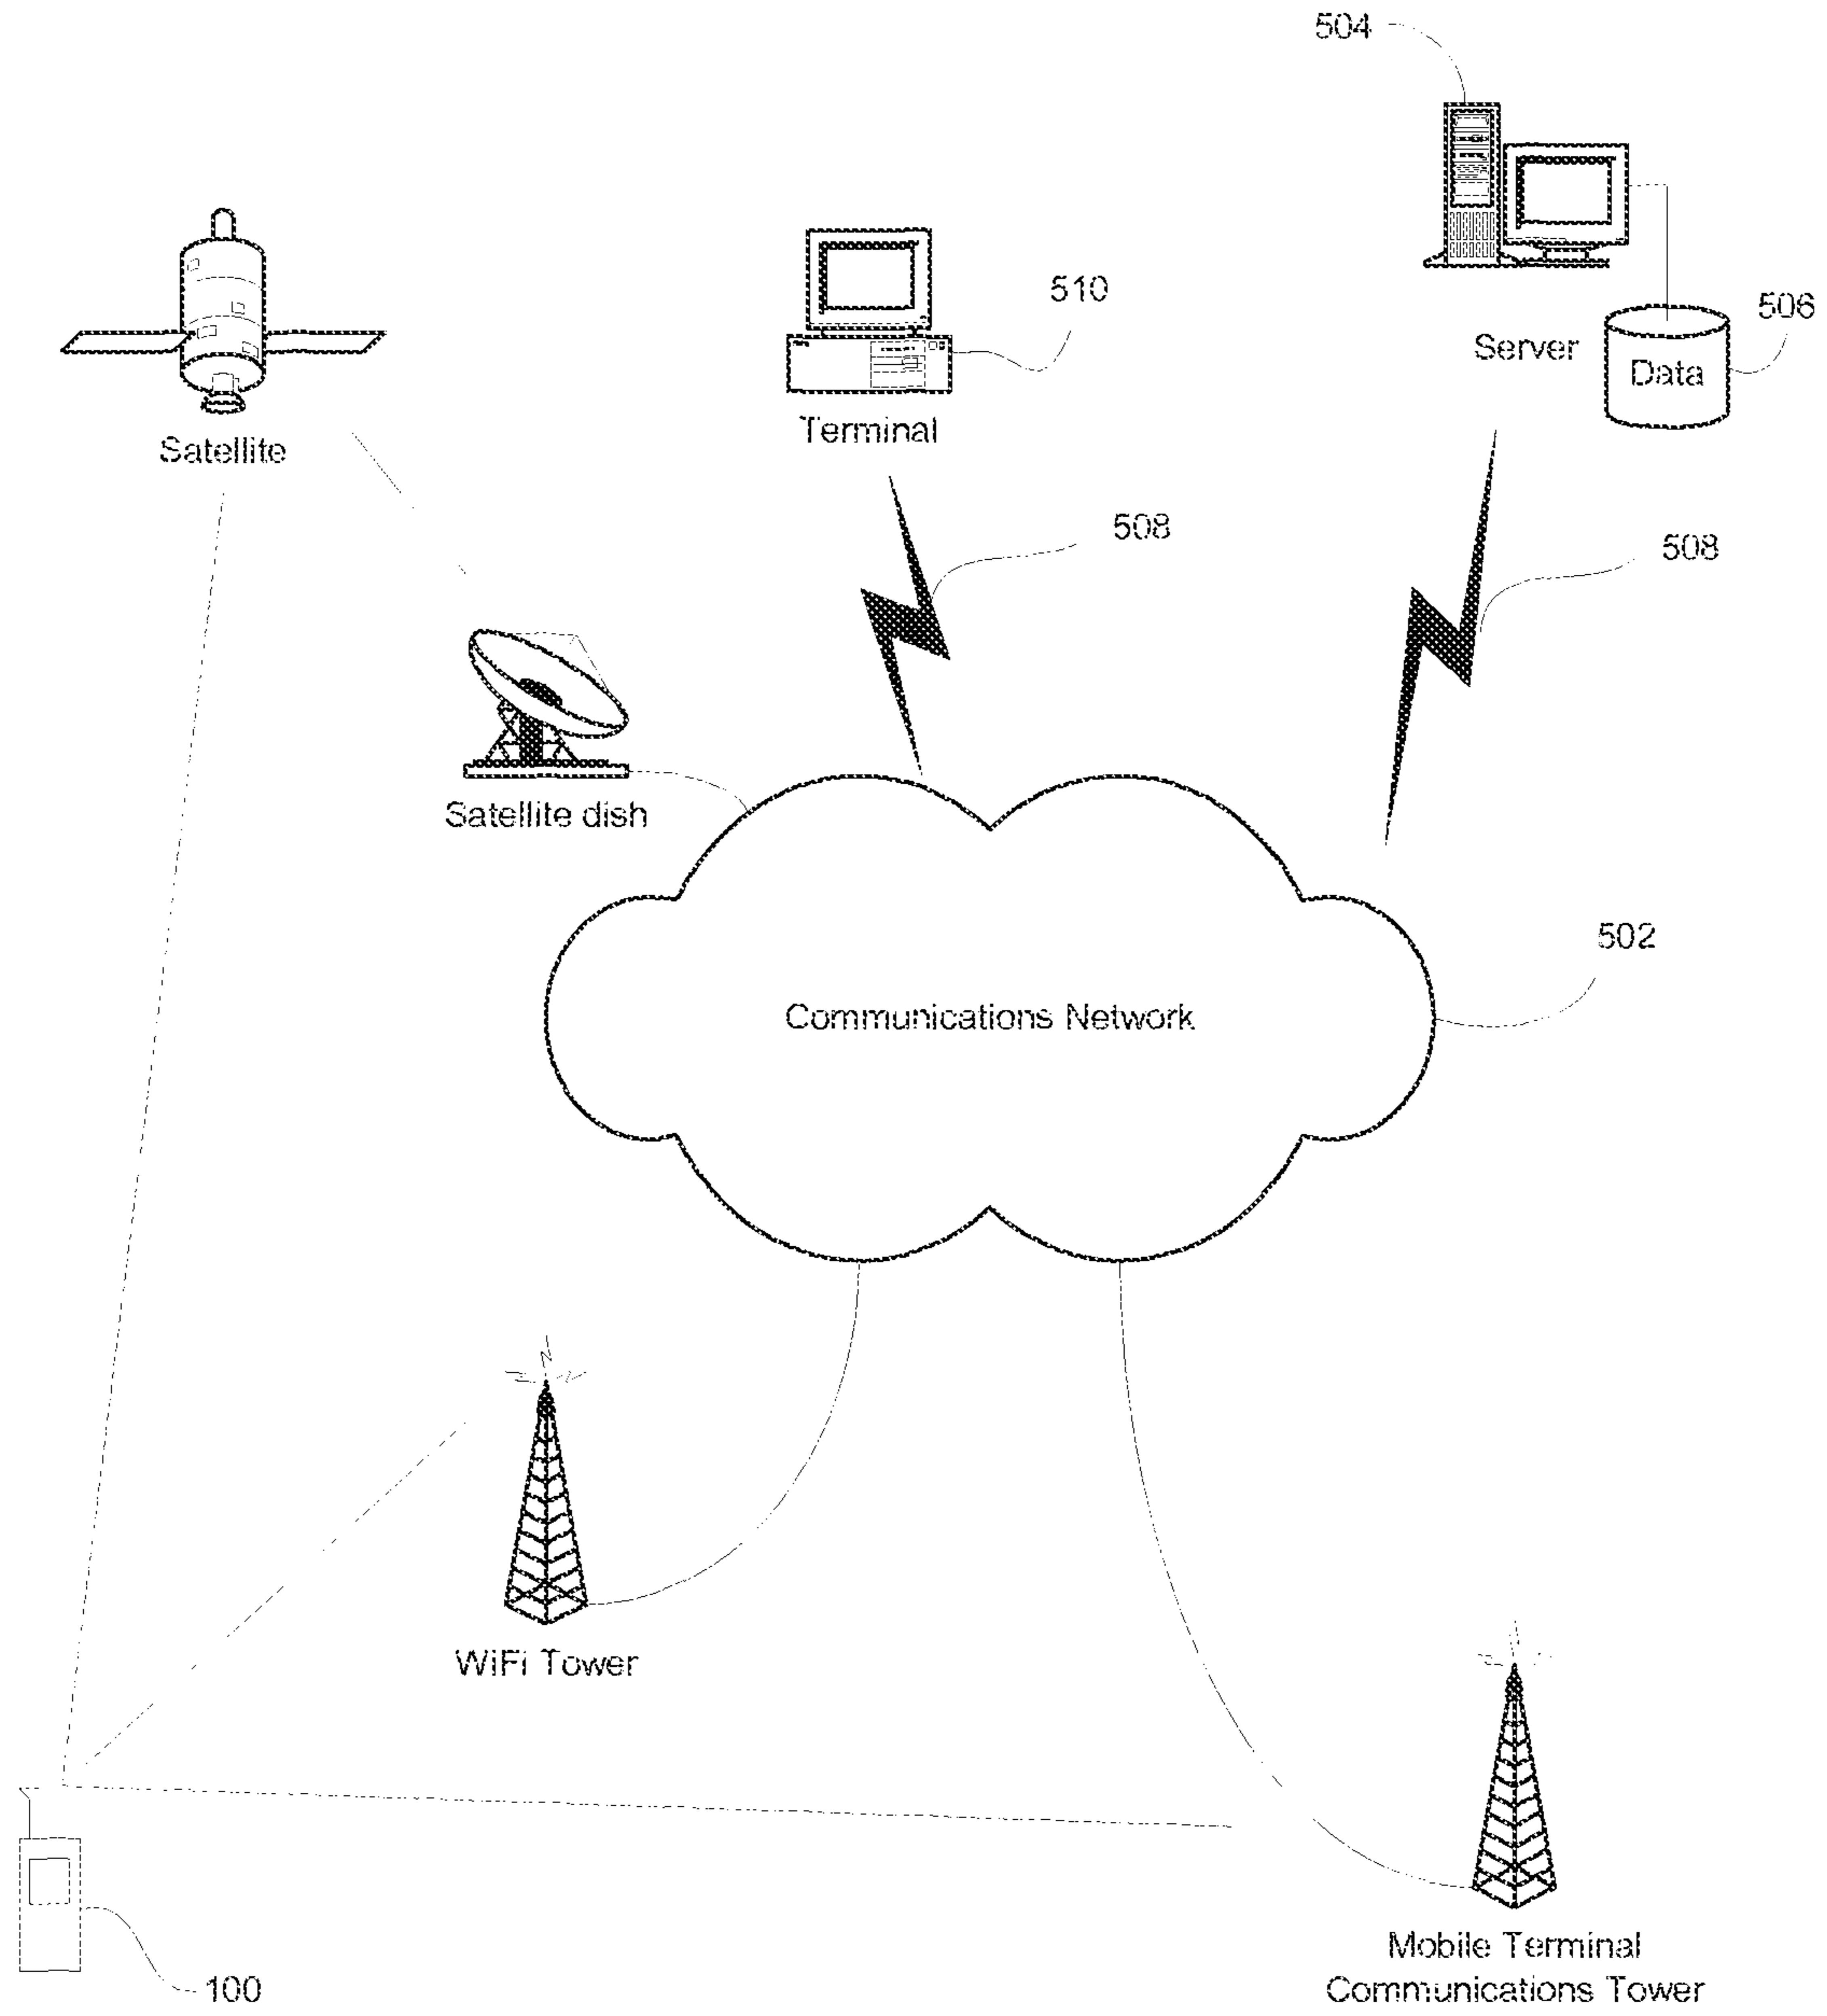 504
510
506
Server
Data
Terminal
Satellite
508
508
Satellite dish
502
Communications Network
WiFi Tower
Mobile Terminal
Communications Tower
100